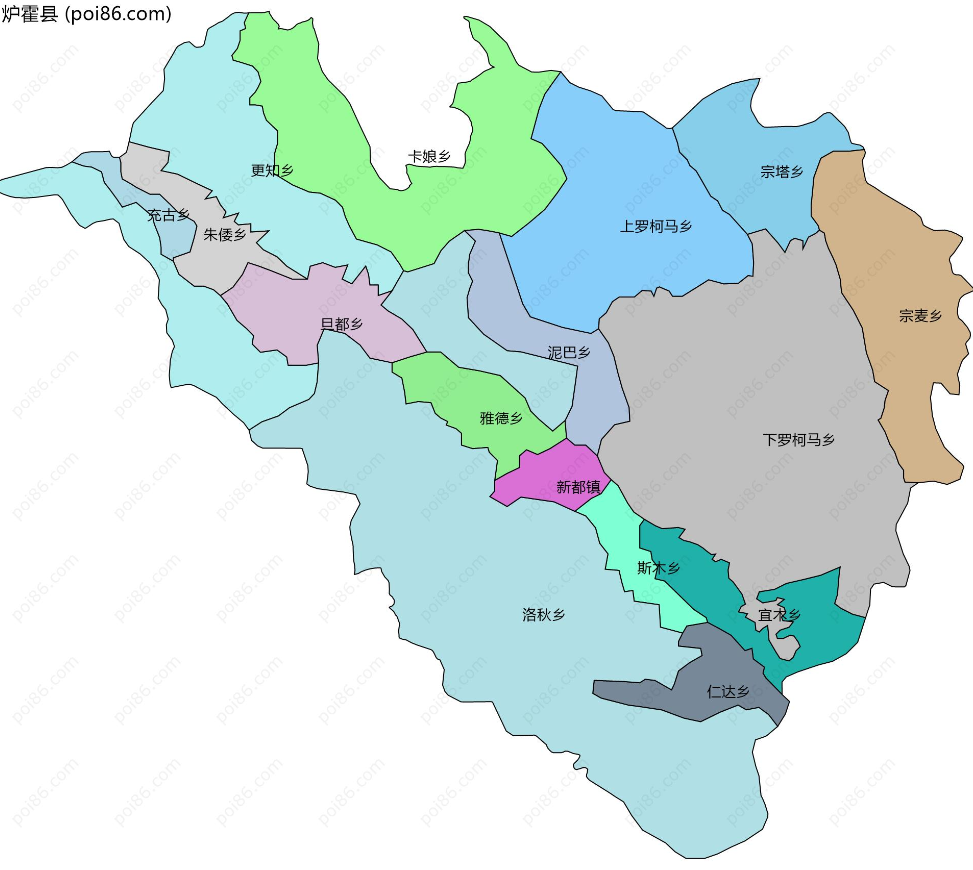 炉霍县 (poi86.com)
卡娘乡
更知乡
宗塔乡
充古乡
上罗柯马乡
朱倭乡
宗麦乡
旦都乡
泥巴乡
雅德乡
下罗柯马乡
新都镇
斯木乡
洛秋乡
宜木乡
仁达乡